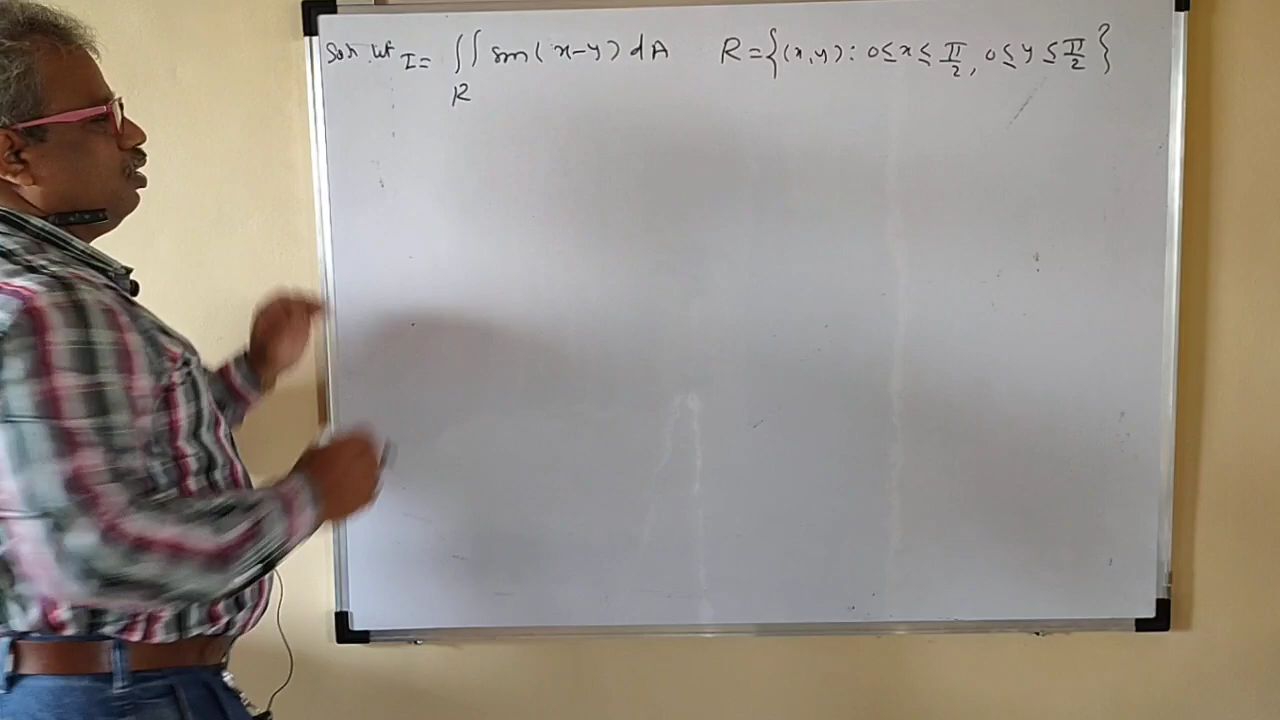 Soln. Let I = ∬ sin(x-y) dA R = {(x,y): 0≤x≤π/2, 0≤y≤π/2}
R